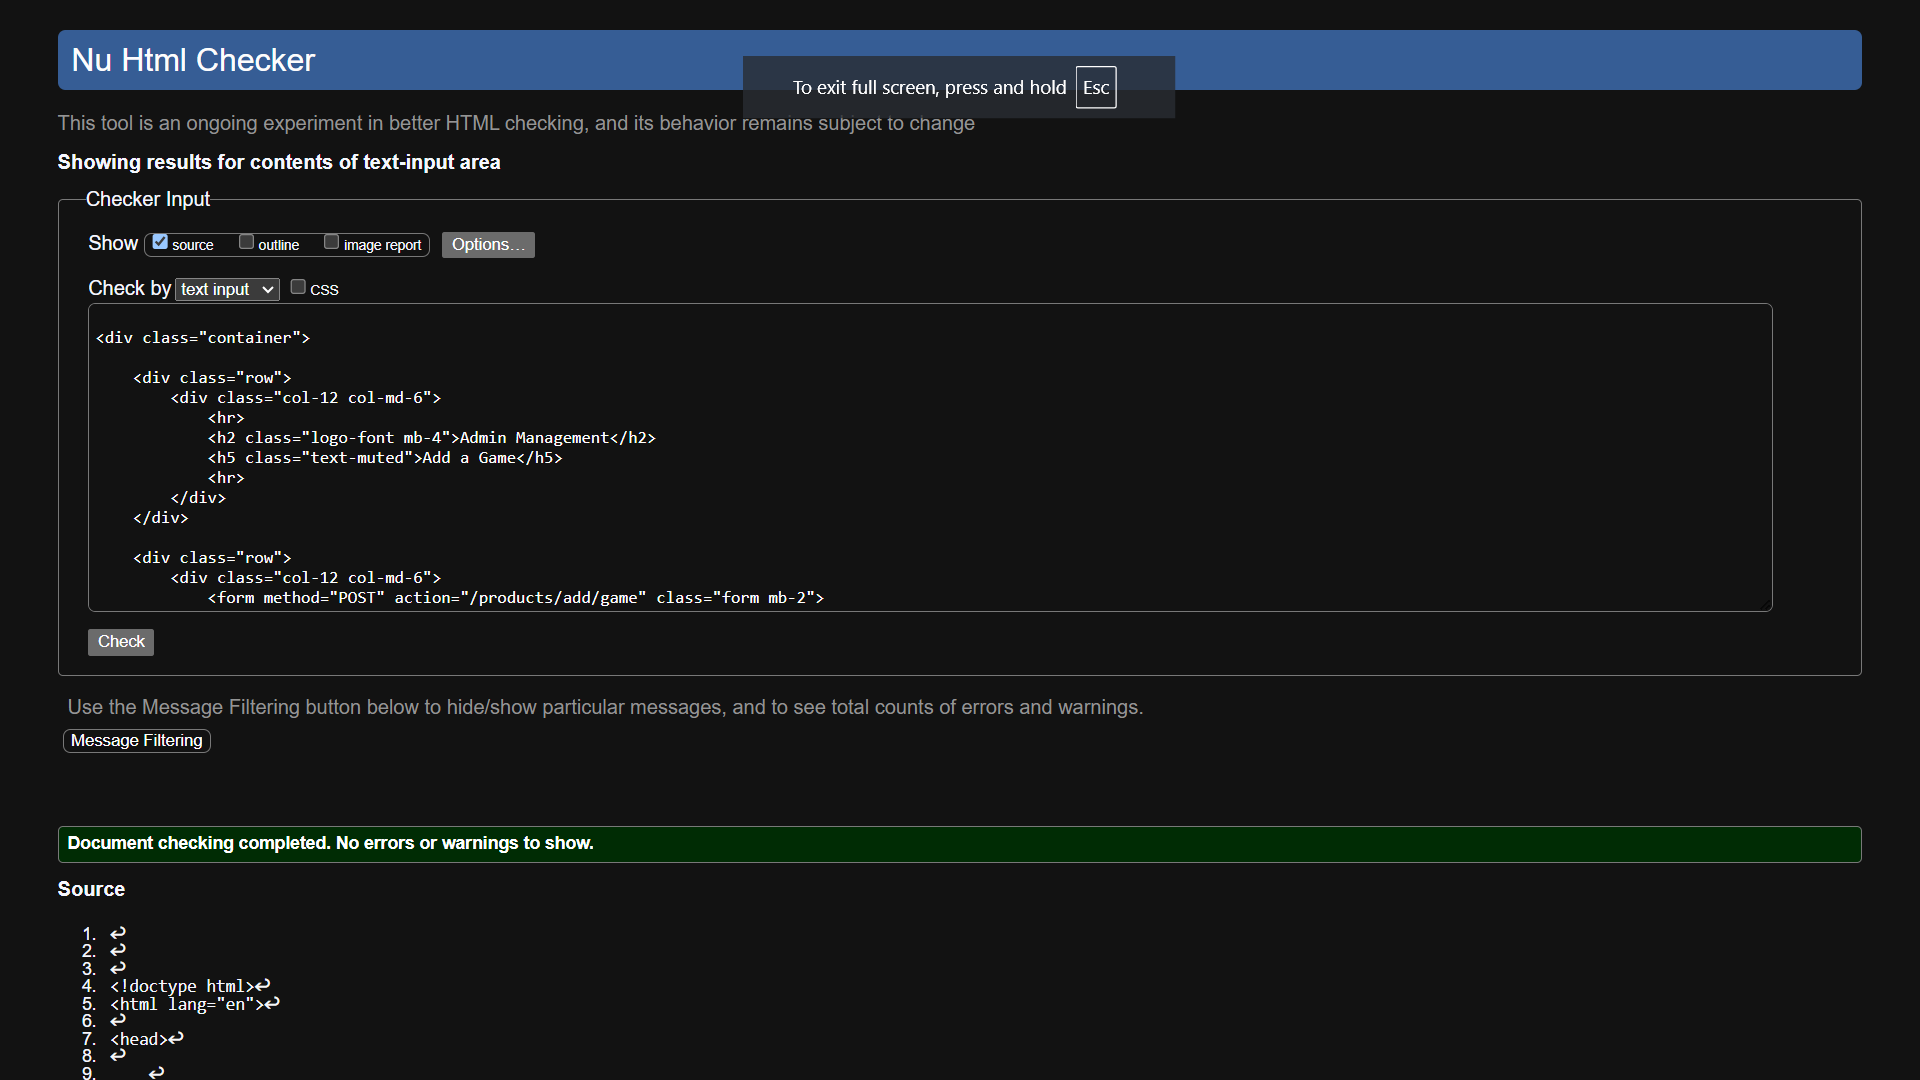 Nu Html Checker
To exit full screen, press and hold Esc
This tool is an ongoing experiment in better HTML checking, and its behavior remains subject to change
Showing results for contents of text-input area
Checker Input
Show source outline image report Options...
Check by text input CSS
<div class="container">
    <div class="row">
        <div class="col-12 col-md-6">
            <hr>
            <h2 class="logo-font mb-4">Admin Management</h2>
            <h5 class="text-muted">Add a Game</h5>
            <hr>
        </div>
    </div>
    <div class="row">
        <div class="col-12 col-md-6">
            <form method="POST" action="/products/add/game" class="form mb-2">
Check
Use the Message Filtering button below to hide/show particular messages, and to see total counts of errors and warnings.
Message Filtering
Document checking completed. No errors or warnings to show.
Source
1. ↩
2. ↩
3. ↩
4. <!doctype html>↩
5. <html lang="en">↩
6. ↩
7. <head>↩
8. ↩
9. ↩